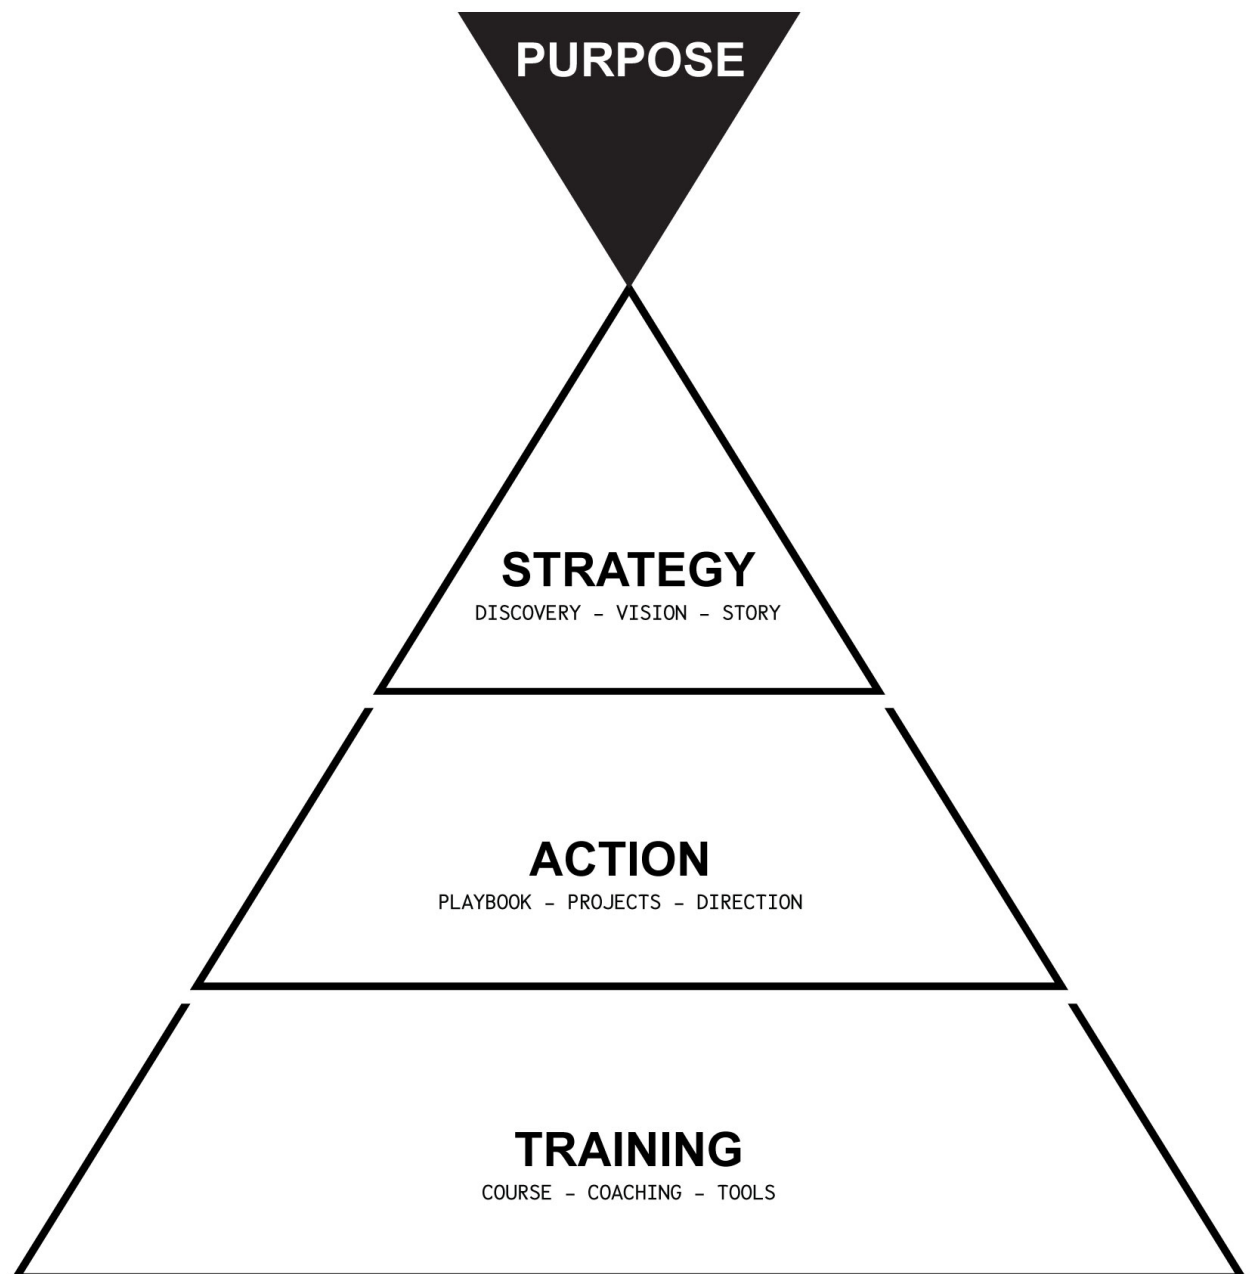 PURPOSE
STRATEGY
DISCOVERY – VISION – STORY
ACTION
PLAYBOOK – PROJECTS – DIRECTION
TRAINING
COURSE – COACHING – TOOLS